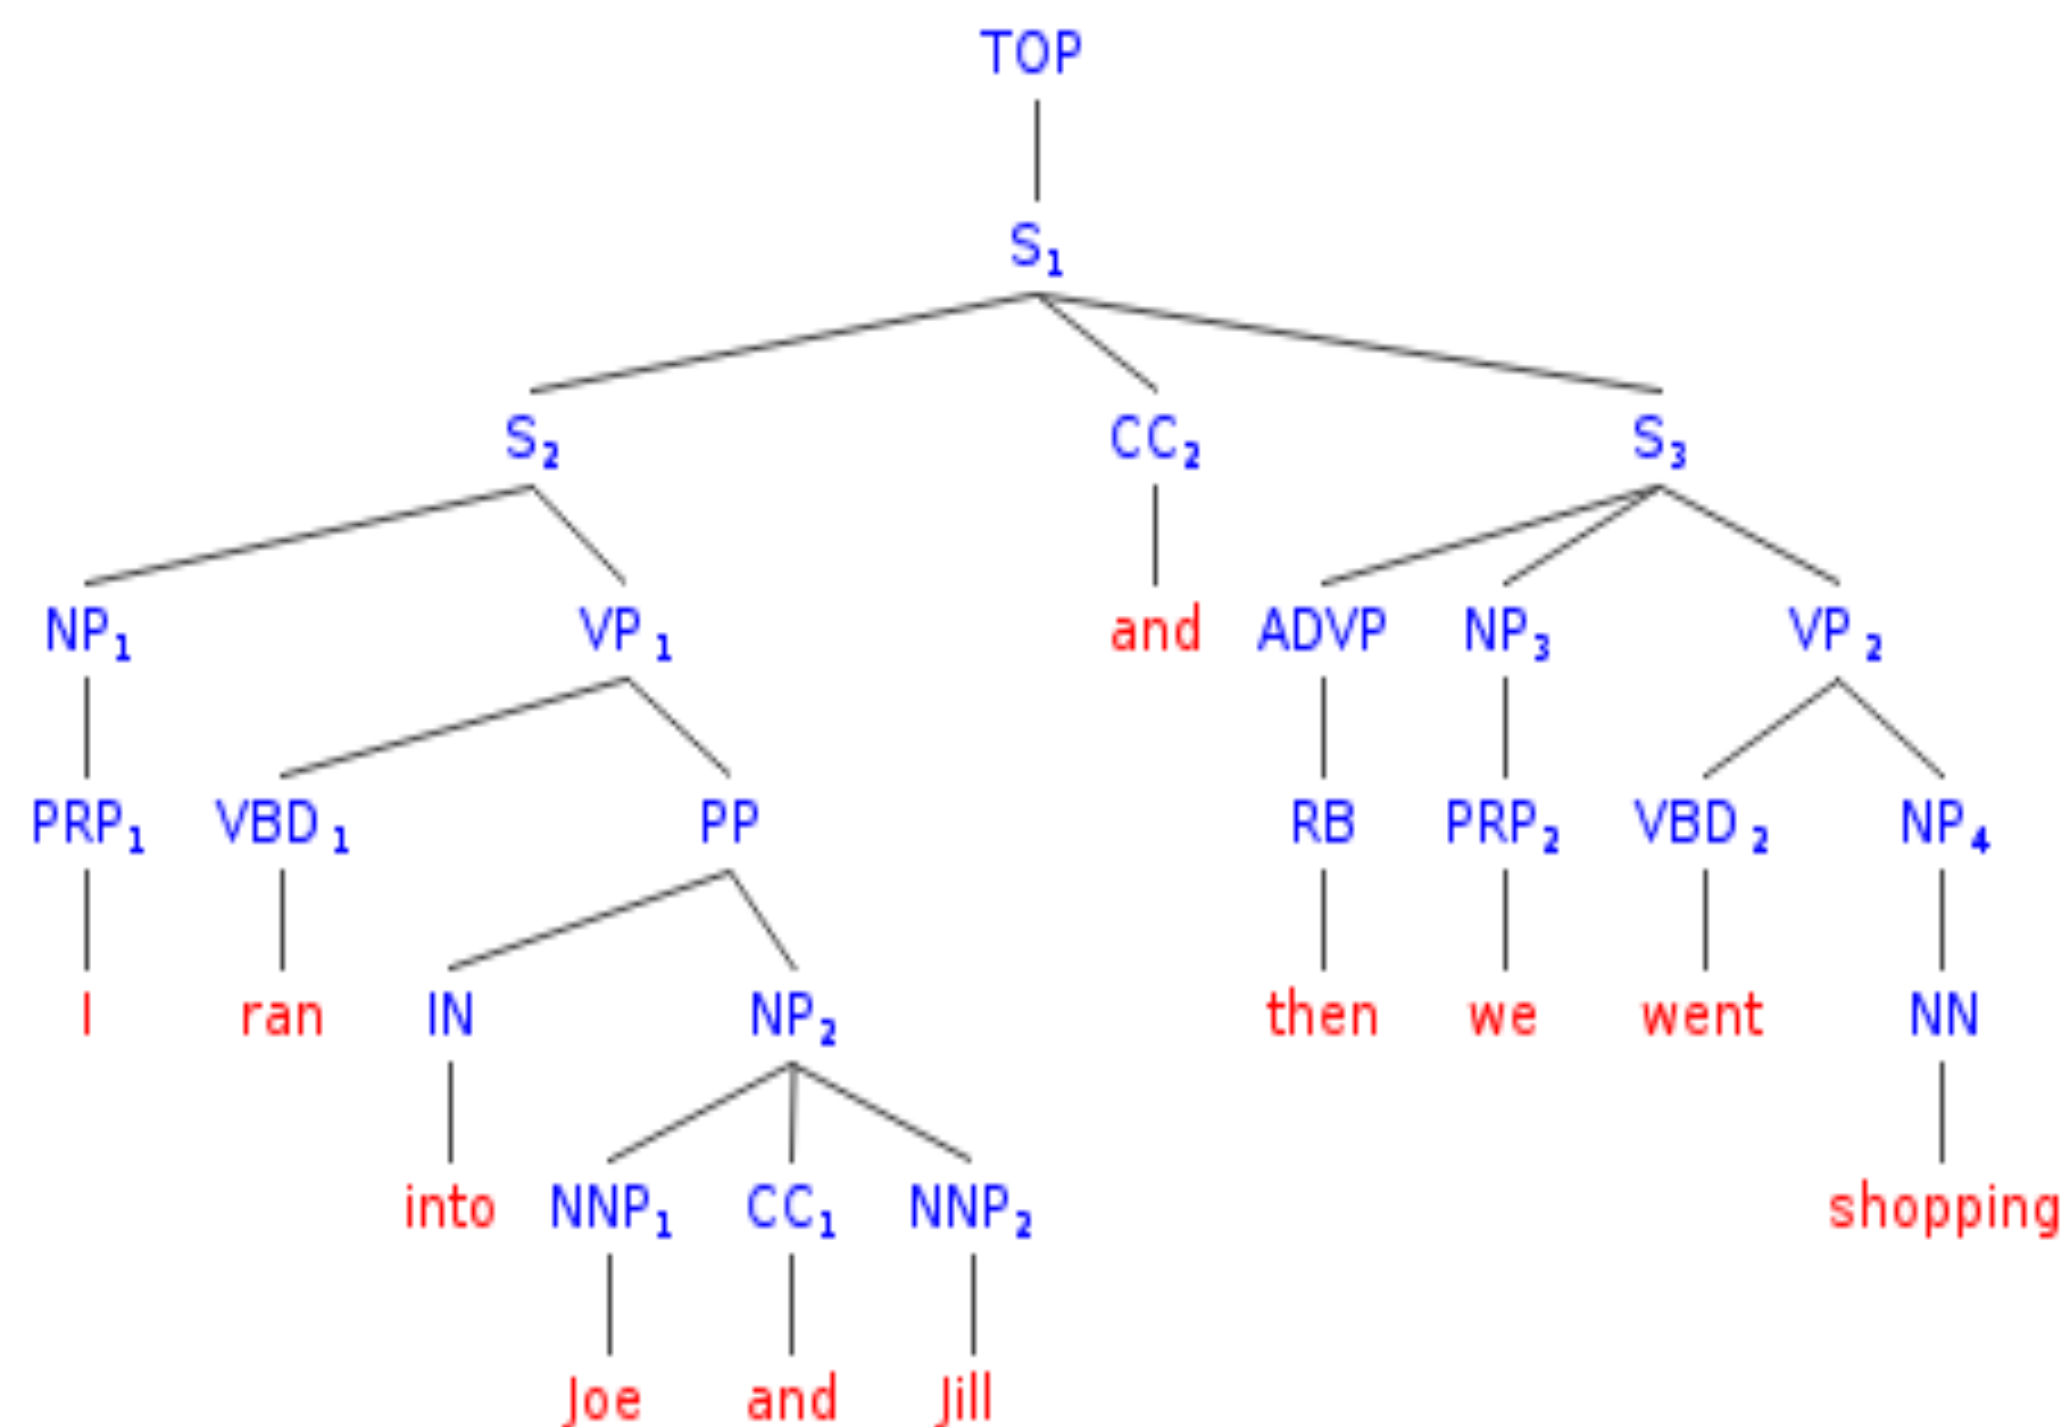 TOP
S₁
S₂ CC₂ S₃
NP₁ VP₁ and ADVP NP₃ VP₂
PRP₁ VBD₁ PP RB PRP₂ VBD₂ NP₄
I ran IN NP₂ then we went NN
into NNP₁ CC₁ NNP₂ shopping
Joe and Jill